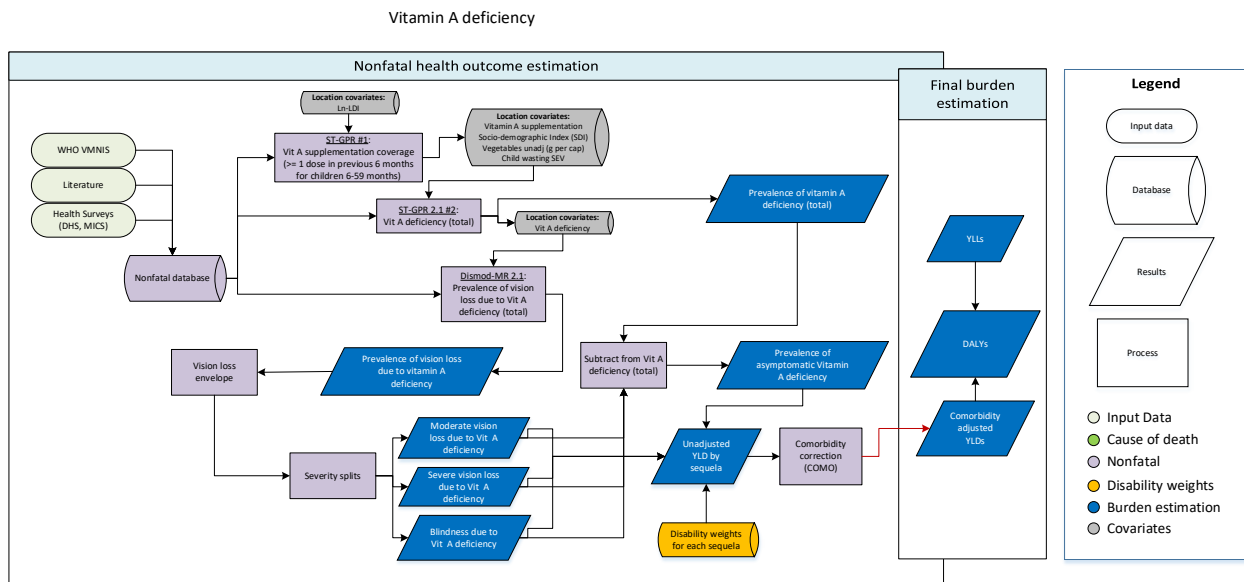 Vitamin A deficiency
Nonfatal health outcome estimation
Location covariates:
Ln-LDI
WHO VMNIS
Literature
Health Surveys
(DHS, MICS)
Nonfatal database
ST-GPR #1:
Vit A supplementation coverage
(>= 1 dose in previous 6 months
for children 6-59 months)
Location covariates:
Vitamin A supplementation
Socio-demographic Index (SDI)
Vegetables unadj (g per cap)
Child wasting SEV
ST-GPR 2.1 #2:
Vit A deficiency (total)
Location covariates:
Vit A deficiency
Prevalence of vitamin A
deficiency (total)
Dismod-MR 2.1:
Prevalence of vision
loss due to Vit A
deficiency (total)
Vision loss
envelope
Prevalence of vision loss
due to vitamin A
deficiency
Subtract from Vit A
deficiency (total)
Prevalence of
asymptomatic Vitamin
A deficiency
Severity splits
Moderate vision
loss due to Vit A
deficiency
Severe vision loss
due to Vit A
deficiency
Blindness due to
Vit A deficiency
Unadjusted
YLD by
sequela
Comorbidity
correction
(COMO)
Disability weights
for each sequela
Final burden
estimation
YLLs
DALYs
Comorbidity
adjusted
YLDs
Legend
Input data
Database
Results
Process
Input Data
Cause of death
Nonfatal
Disability weights
Burden estimation
Covariates